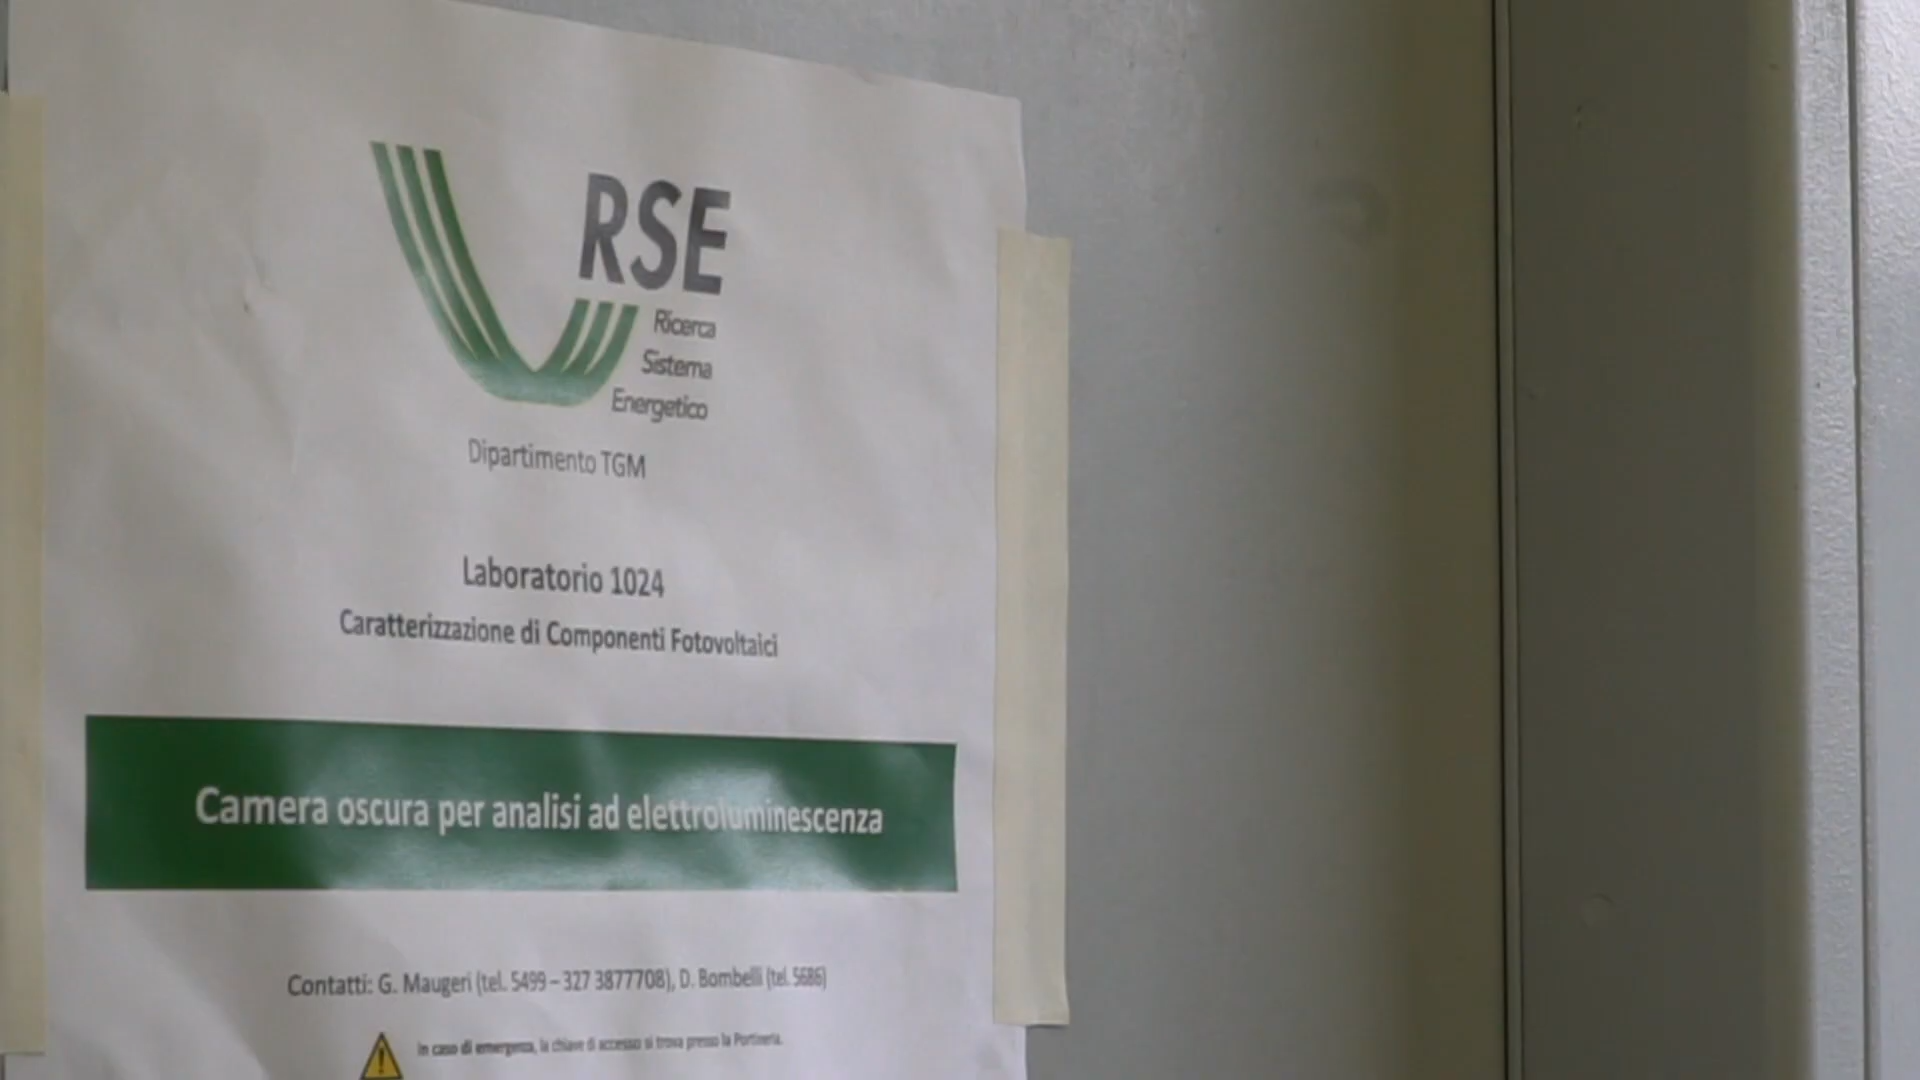 RSE
Ricerca
Sistema
Energetico
Dipartimento TGM
Laboratorio 1024
Caratterizzazione di Componenti Fotovoltaici
Camera oscura per analisi ad elettroluminescenza
Contatti: G. Maugeri (tel. 5499 – 327 3877708), D. Bombelli (tel. 5686)
In caso di emergenza, la chiave di accesso si trova presso la Portineria.